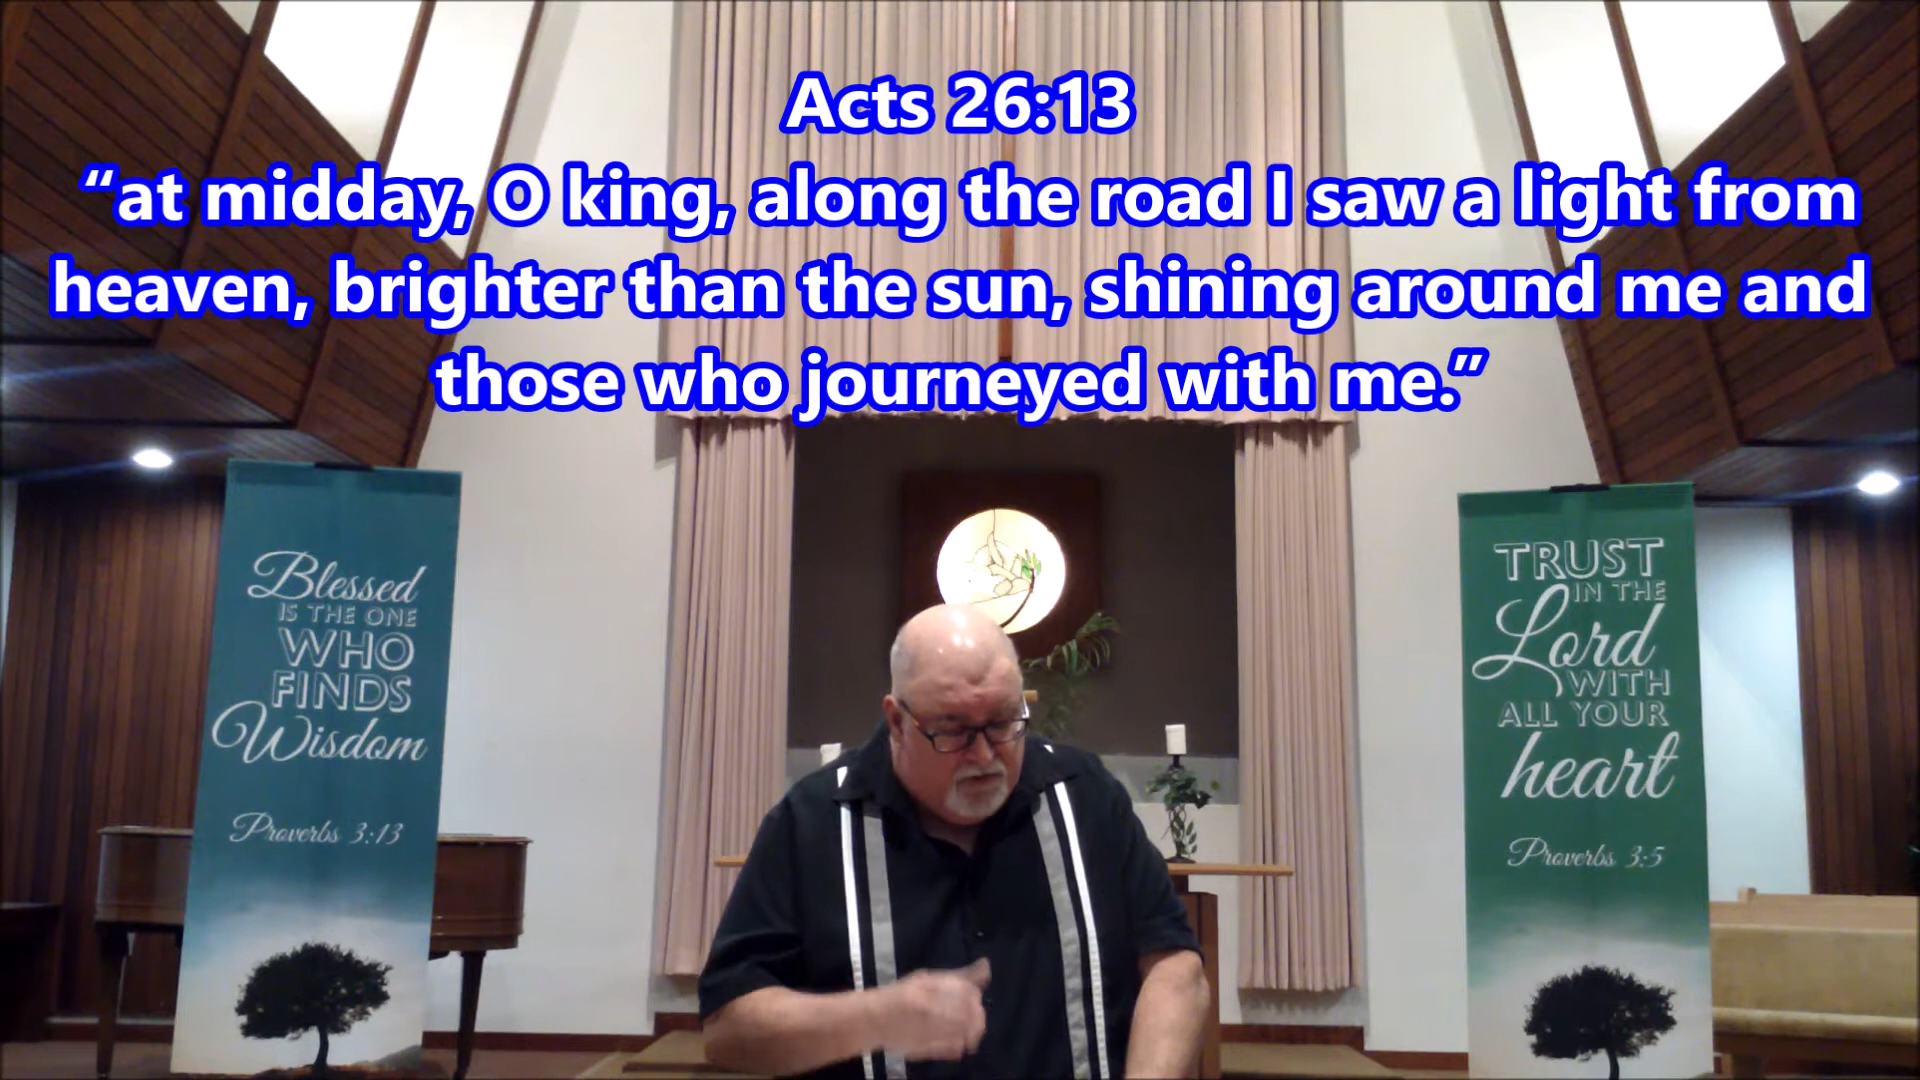 Acts 26:13
“at midday, O king, along the road I saw a light from
heaven, brighter than the sun, shining around me and
those who journeyed with me.”
Blessed
IS THE ONE
WHO
FINDS
Wisdom
Proverbs 3:13
TRUST
IN THE
Lord
WITH
ALL YOUR
heart
Proverbs 3:5